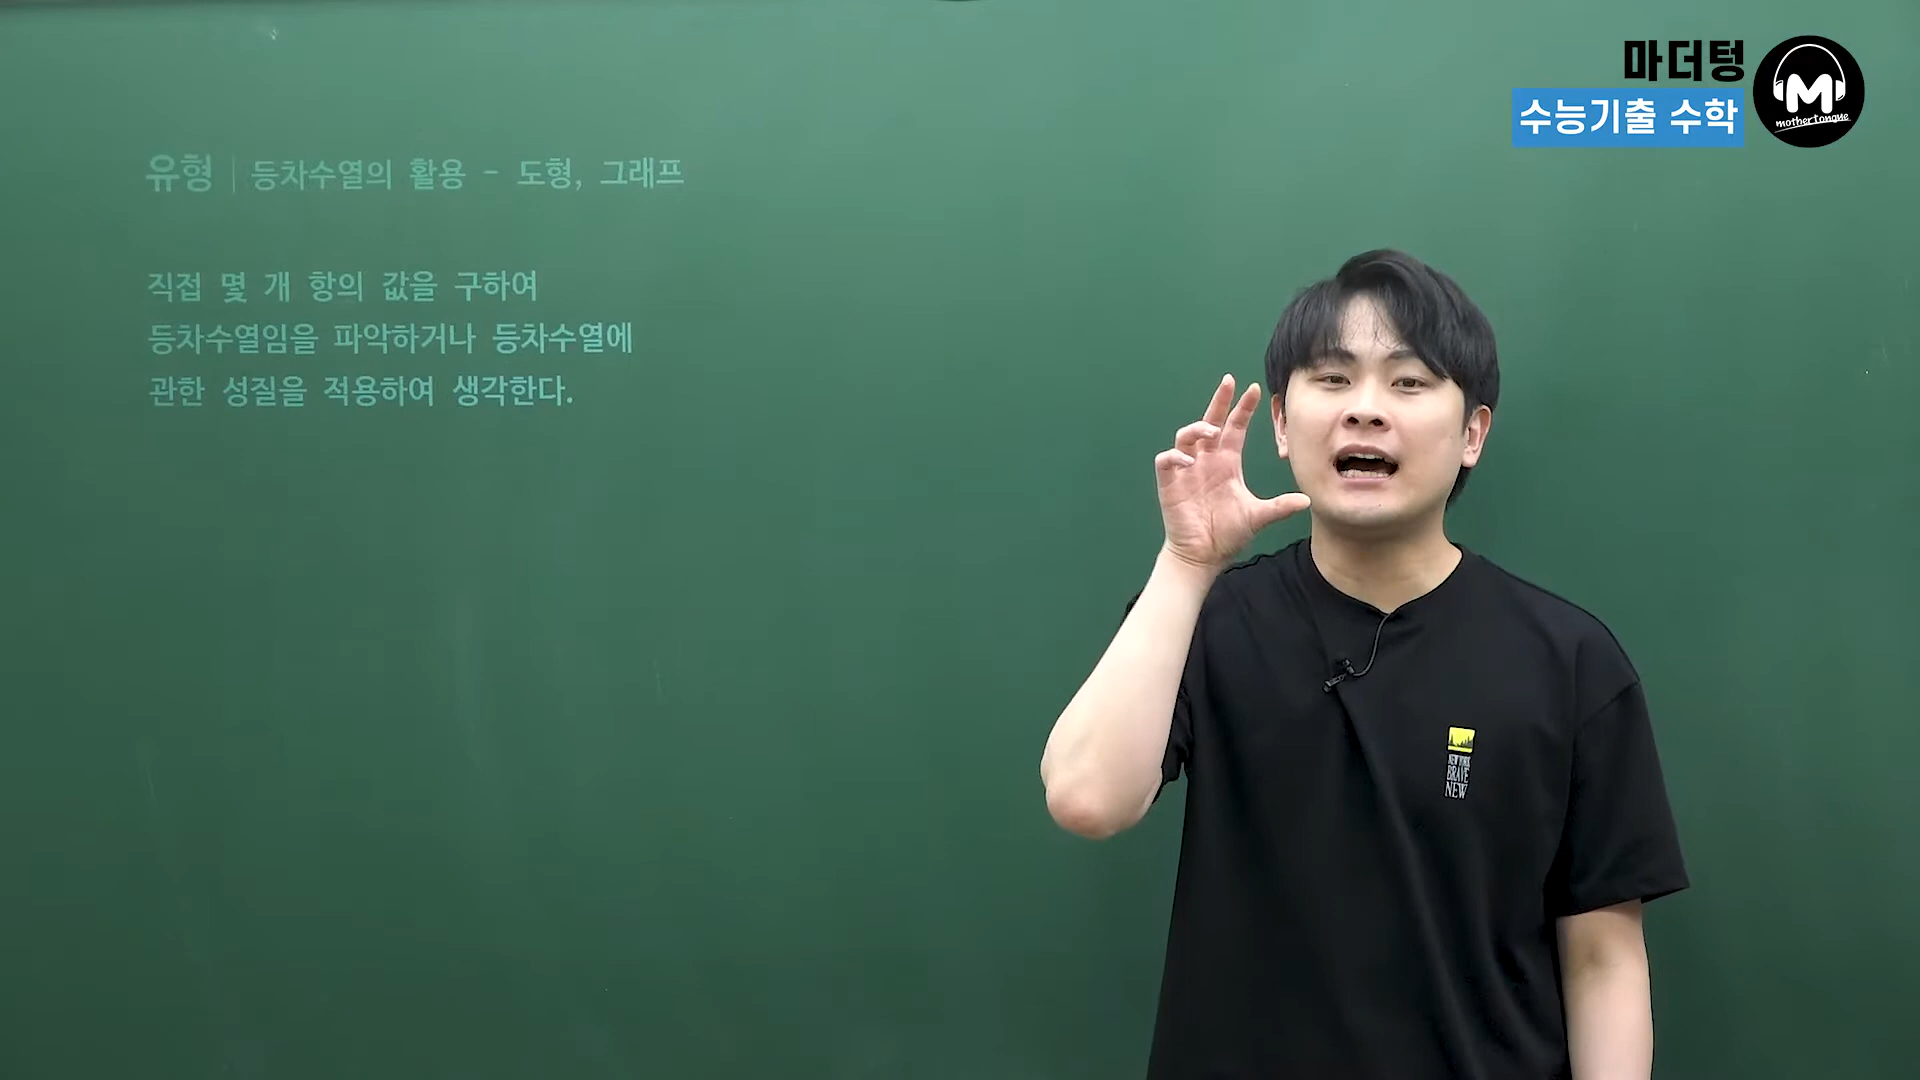 마더텅
수능기출 수학
M
mothertongue
유형 | 등차수열의 활용 - 도형, 그래프
직접 몇 개 항의 값을 구하여
등차수열임을 파악하거나 등차수열에
관한 성질을 적용하여 생각한다.
NEW YORK
BRAVE
NEW